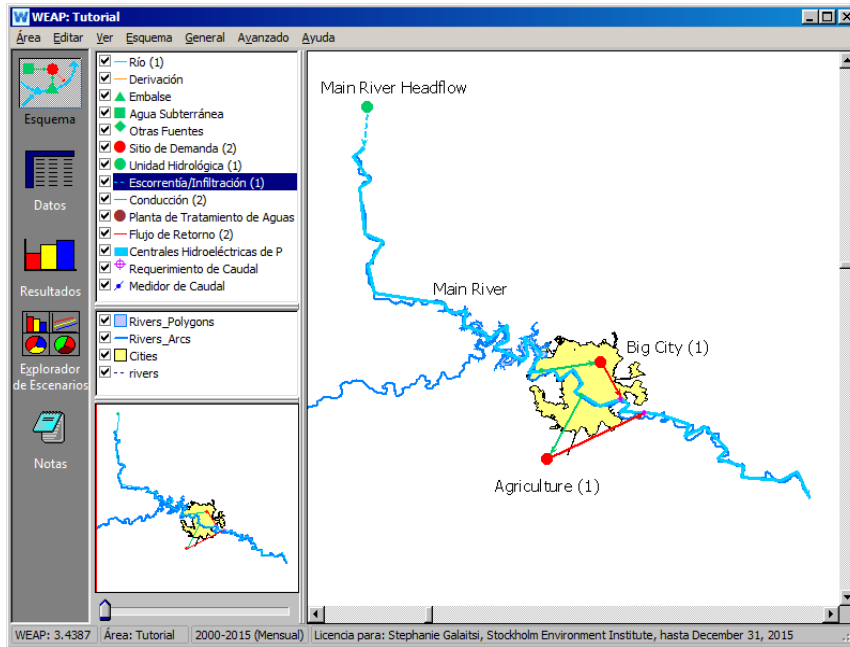 WEAP: Tutorial
Área Editar Ver Esquema General Avanzado Ayuda
Esquema
Datos
Resultados
Explorador
de Escenarios
Notas
Río (1)
Derivación
Embalse
Agua Subterránea
Otras Fuentes
Sitio de Demanda (2)
Unidad Hidrológica (1)
Escorrentía/Infiltración (1)
Conducción (2)
Planta de Tratamiento de Aguas
Flujo de Retorno (2)
Centrales Hidroeléctricas de P
Requerimiento de Caudal
Medidor de Caudal
Rivers_Polygons
Rivers_Arcs
Cities
rivers
Main River Headflow
Main River
Big City (1)
Agriculture (1)
WEAP: 3.4387 Área: Tutorial 2000-2015 (Mensual) Licencia para: Stephanie Galaitsi, Stockholm Environment Institute, hasta December 31, 2015